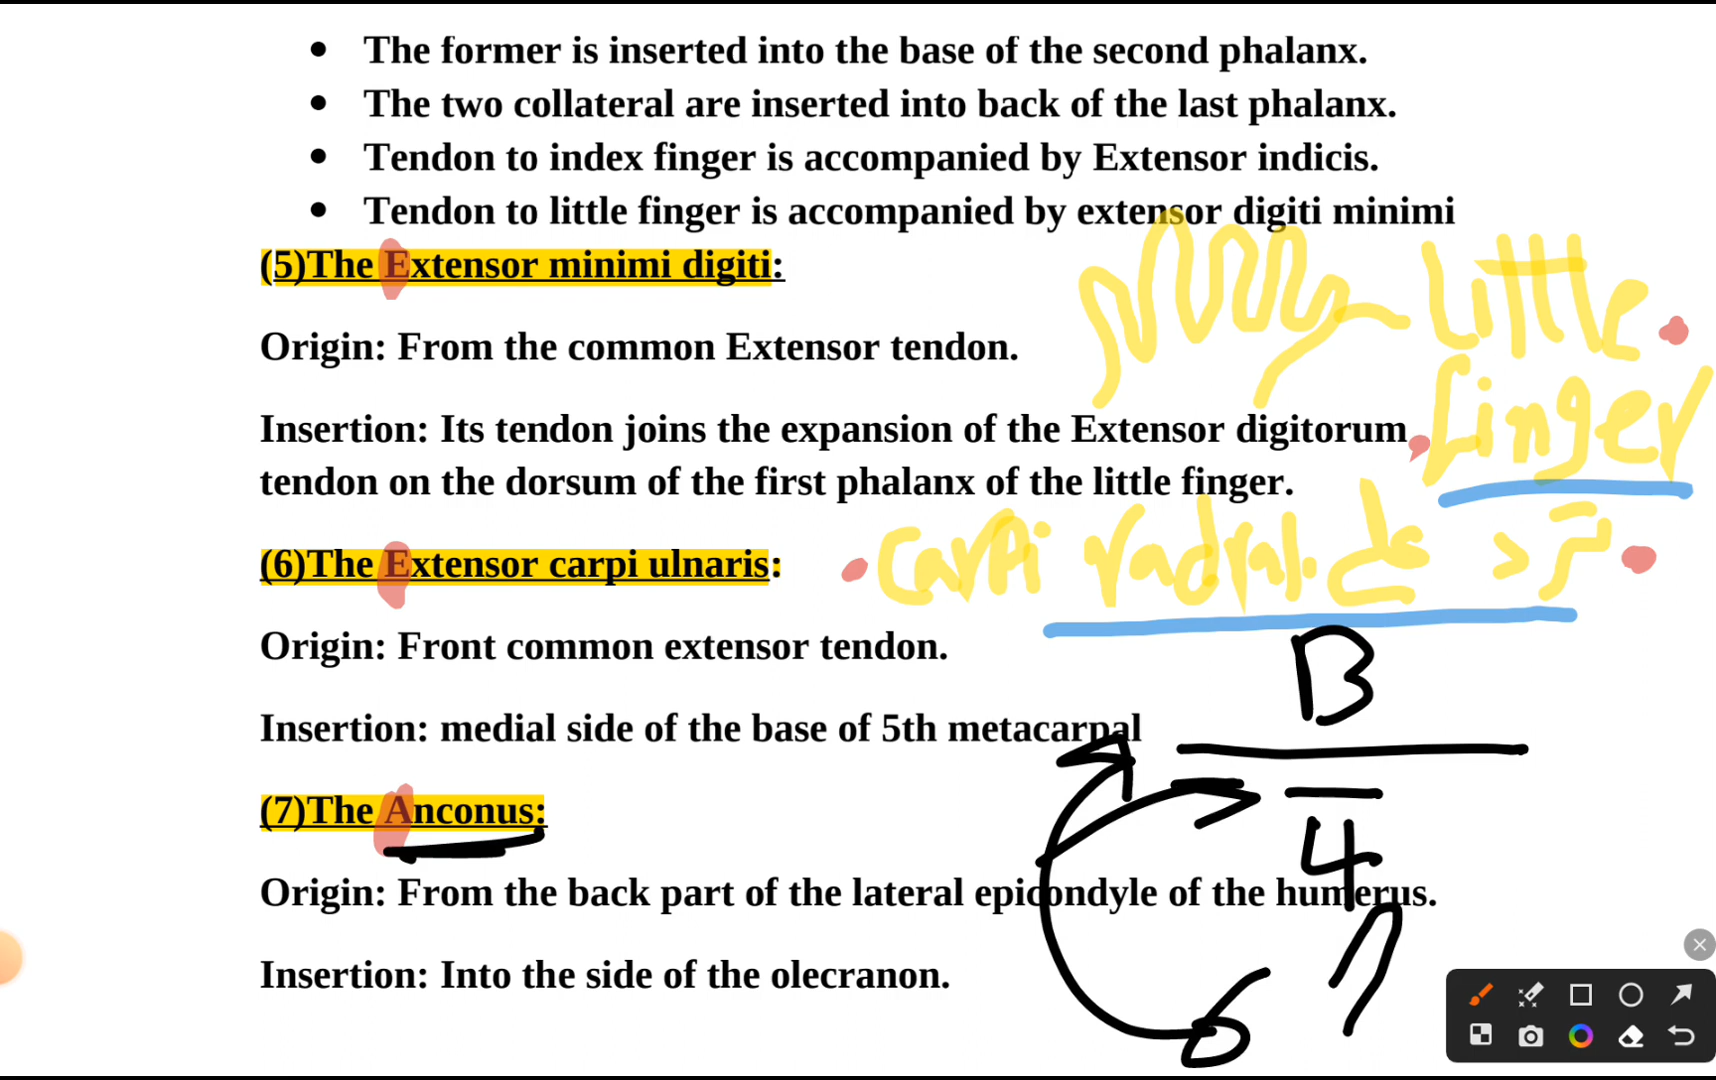 • The former is inserted into the base of the second phalanx.
• The two collateral are inserted into back of the last phalanx.
• Tendon to index finger is accompanied by Extensor indicis.
• Tendon to little finger is accompanied by extensor digiti minimi
(5)The Extensor minimi digiti:
Little
Origin: From the common Extensor tendon.
finger
Insertion: Its tendon joins the expansion of the Extensor digitorum
tendon on the dorsum of the first phalanx of the little finger.
(6)The Extensor carpi ulnaris:
carpi
Origin: Front common extensor tendon.
B
Insertion: medial side of the base of 5th metacarpal
(7)The Anconus:
4
Origin: From the back part of the lateral epicondyle of the humerus.
Insertion: Into the side of the olecranon.
6